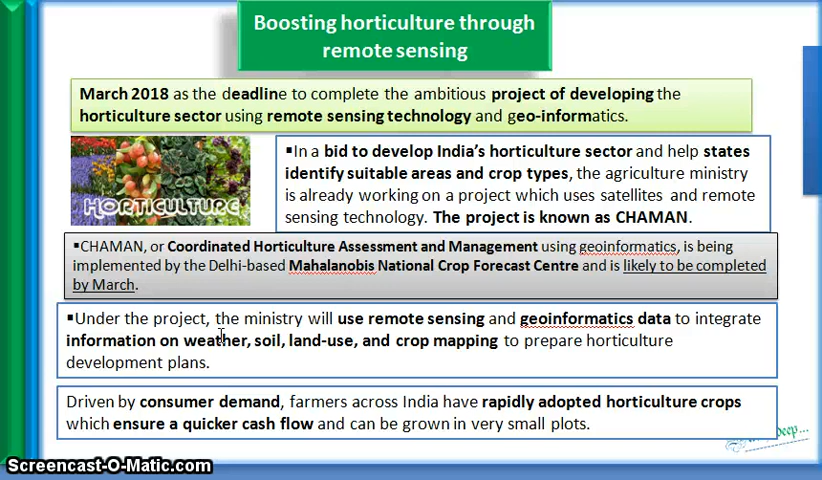 Boosting horticulture through
remote sensing
March 2018 as the deadline to complete the ambitious project of developing the
horticulture sector using remote sensing technology and geo-informatics.
HORTICULTURE
▪In a bid to develop India's horticulture sector and help states
identify suitable areas and crop types, the agriculture ministry
is already working on a project which uses satellites and remote
sensing technology. The project is known as CHAMAN.
▪CHAMAN, or Coordinated Horticulture Assessment and Management using geoinformatics, is being
implemented by the Delhi-based Mahalanobis National Crop Forecast Centre and is likely to be completed
by March.
▪Under the project, the ministry will use remote sensing and geoinformatics data to integrate
information on weather, soil, land-use, and crop mapping to prepare horticulture
development plans.
Driven by consumer demand, farmers across India have rapidly adopted horticulture crops
which ensure a quicker cash flow and can be grown in very small plots.
Screencast-O-Matic.com